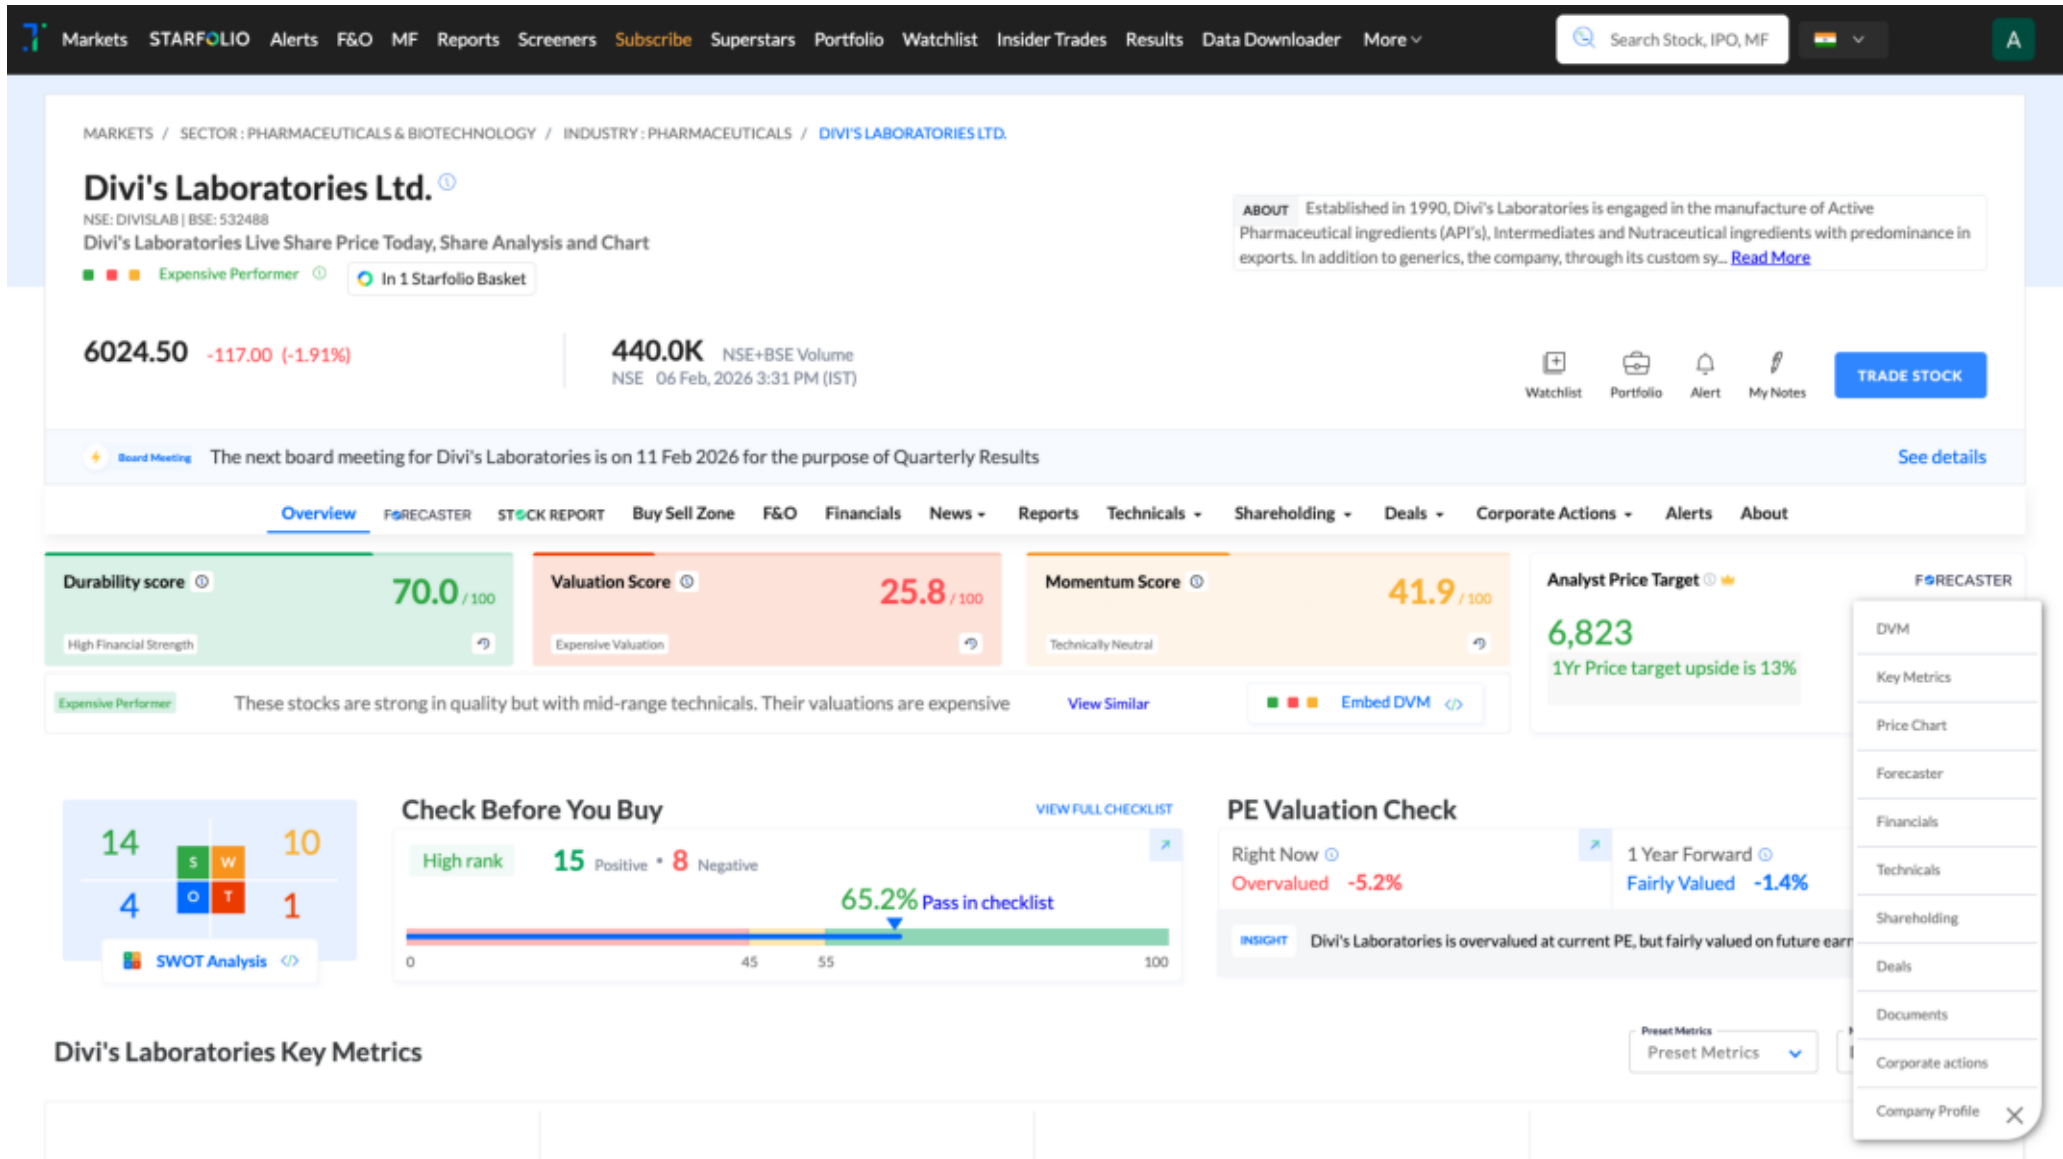 Markets STARFOLIO Alerts F&O MF Reports Screeners Subscribe Superstars Portfolio Watchlist Insider Trades Results Data Downloader More Search Stock, IPO, MF A
MARKETS / SECTOR : PHARMACEUTICALS & BIOTECHNOLOGY / INDUSTRY : PHARMACEUTICALS / DIVI'S LABORATORIES LTD.
Divi's Laboratories Ltd.
NSE: DIVISLAB | BSE: 532488
Divi's Laboratories Live Share Price Today, Share Analysis and Chart
Expensive Performer In 1 Starfolio Basket
ABOUT Established in 1990, Divi's Laboratories is engaged in the manufacture of Active
Pharmaceutical ingredients (API's), Intermediates and Nutraceutical ingredients with predominance in
exports. In addition to generics, the company, through its custom sy... Read More
6024.50 -117.00 (-1.91%)
440.0K NSE+BSE Volume
NSE 06 Feb, 2026 3:31 PM (IST)
Watchlist Portfolio Alert My Notes TRADE STOCK
Board Meeting The next board meeting for Divi's Laboratories is on 11 Feb 2026 for the purpose of Quarterly Results See details
Overview FORECASTER STOCK REPORT Buy Sell Zone F&O Financials News Reports Technicals Shareholding Deals Corporate Actions Alerts About
Durability score 70.0 / 100
High Financial Strength
Valuation Score 25.8 / 100
Expensive Valuation
Momentum Score 41.9 / 100
Technically Neutral
Analyst Price Target FORECASTER
6,823
1Yr Price target upside is 13%
Expensive Performer These stocks are strong in quality but with mid-range technicals. Their valuations are expensive View Similar Embed DVM </>
14 10
S W
O T
4 1
SWOT Analysis </>
Check Before You Buy VIEW FULL CHECKLIST
High rank 15 Positive • 8 Negative
65.2% Pass in checklist
0 45 55 100
PE Valuation Check
Right Now
Overvalued -5.2%
1 Year Forward
Fairly Valued -1.4%
INSIGHT Divi's Laboratories is overvalued at current PE, but fairly valued on future earn
Divi's Laboratories Key Metrics
Preset Metrics
Preset Metrics
DVM
Key Metrics
Price Chart
Forecaster
Financials
Technicals
Shareholding
Deals
Documents
Corporate actions
Company Profile